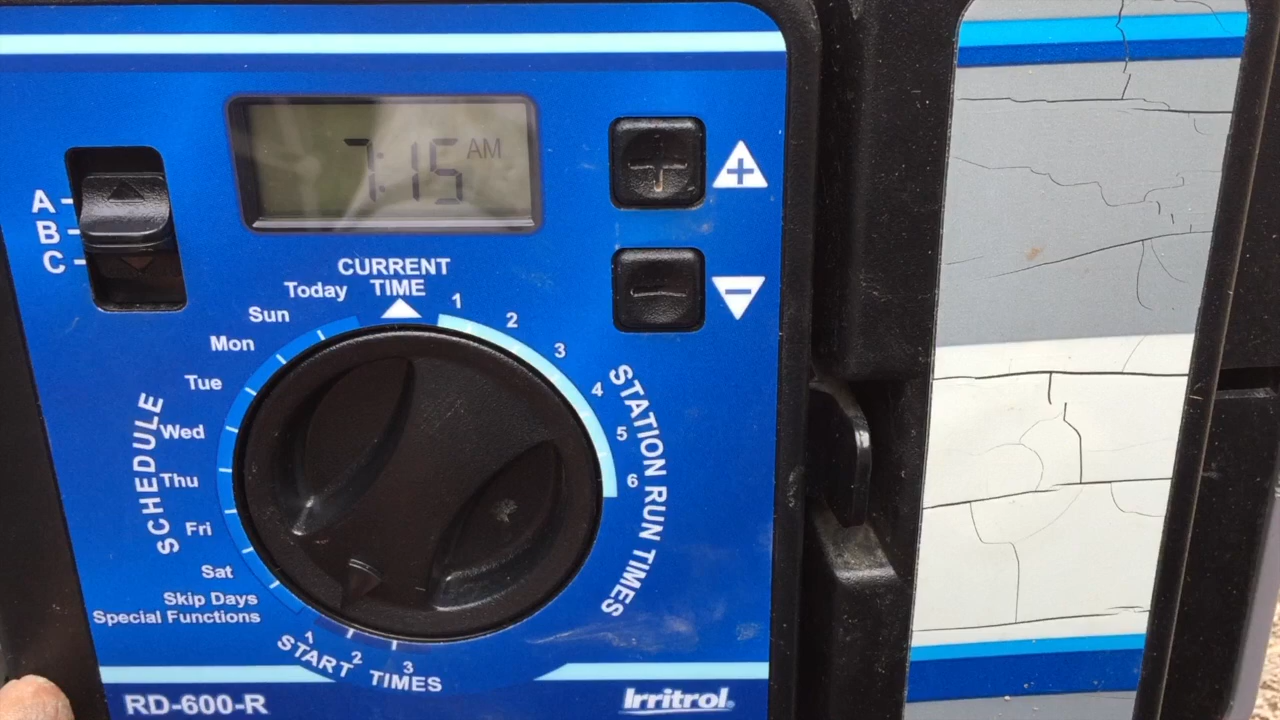 7:15 AM
+
+
-
-
A
B
C
CURRENT
TIME
Today
Sun
Mon
Tue
Wed
Thu
Fri
Sat
Skip Days
Special Functions
SCHEDULE
1
2
3
4
5
6
STATION RUN TIMES
1
2
3
START TIMES
RD-600-R
Irritrol